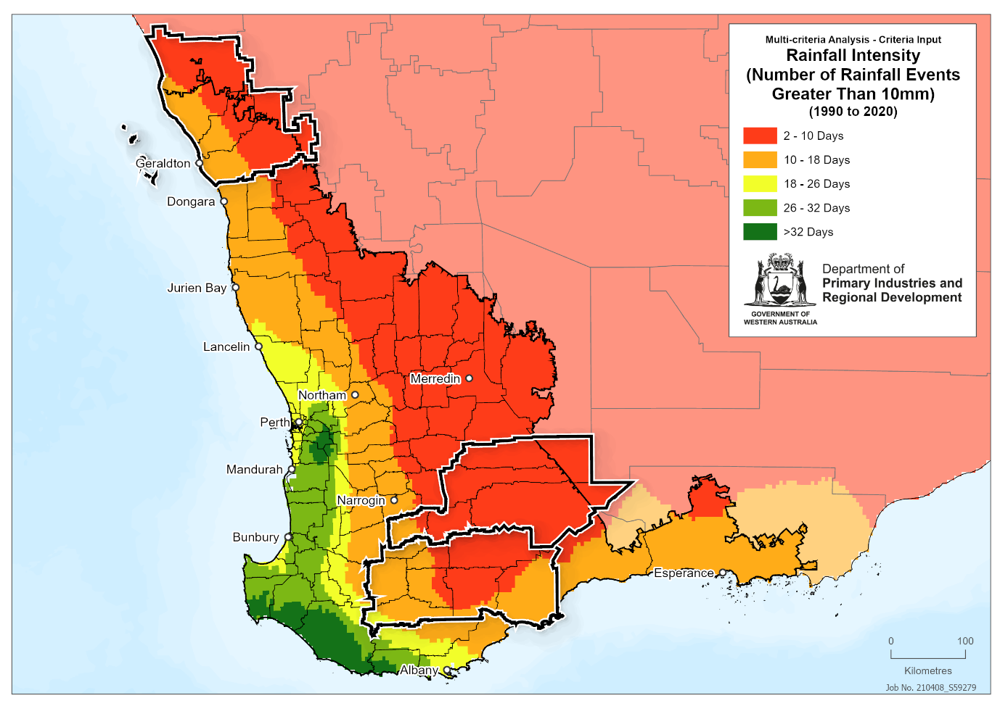 Multi-criteria Analysis - Criteria Input
Rainfall Intensity
(Number of Rainfall Events
Greater Than 10mm)
(1990 to 2020)
2 - 10 Days
10 - 18 Days
18 - 26 Days
26 - 32 Days
>32 Days
Department of
Primary Industries and
Regional Development
GOVERNMENT OF
WESTERN AUSTRALIA
Geraldton
Dongara
Jurien Bay
Lancelin
Merredin
Northam
Perth
Mandurah
Narrogin
Bunbury
Esperance
Albany
0 100
Kilometres
Job No. 210408_S59279